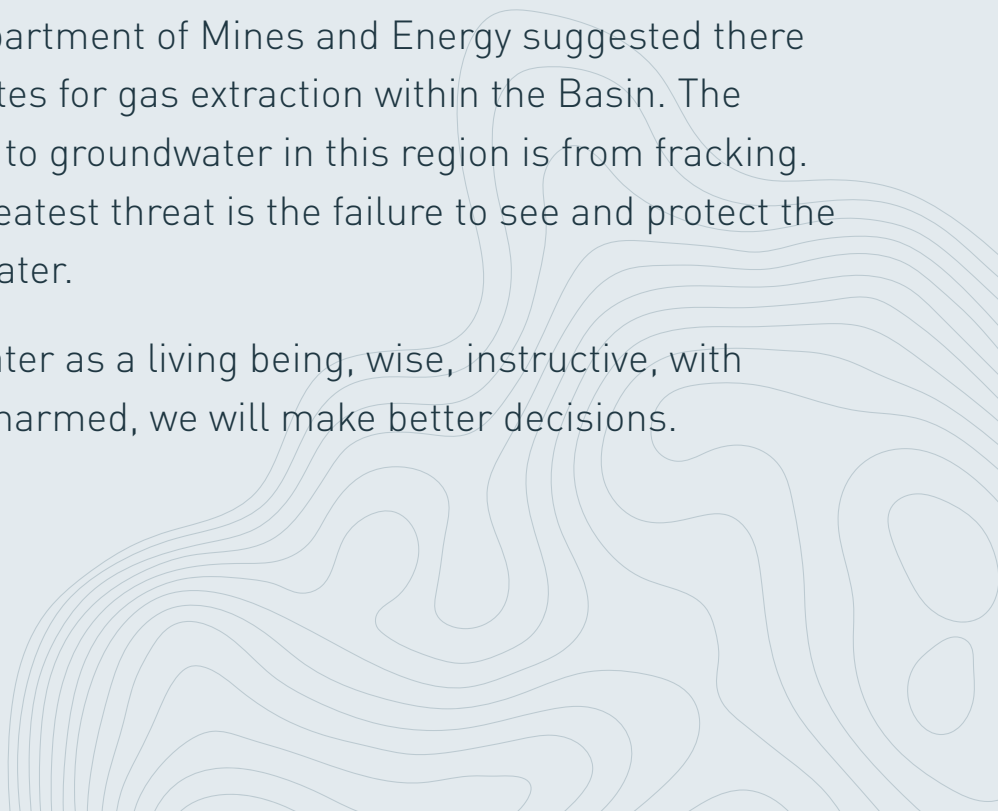 partment of Mines and Energy suggested there
tes for gas extraction within the Basin. The
to groundwater in this region is from fracking.
eatest threat is the failure to see and protect the
ater.
ater as a living being, wise, instructive, with
harmed, we will make better decisions.